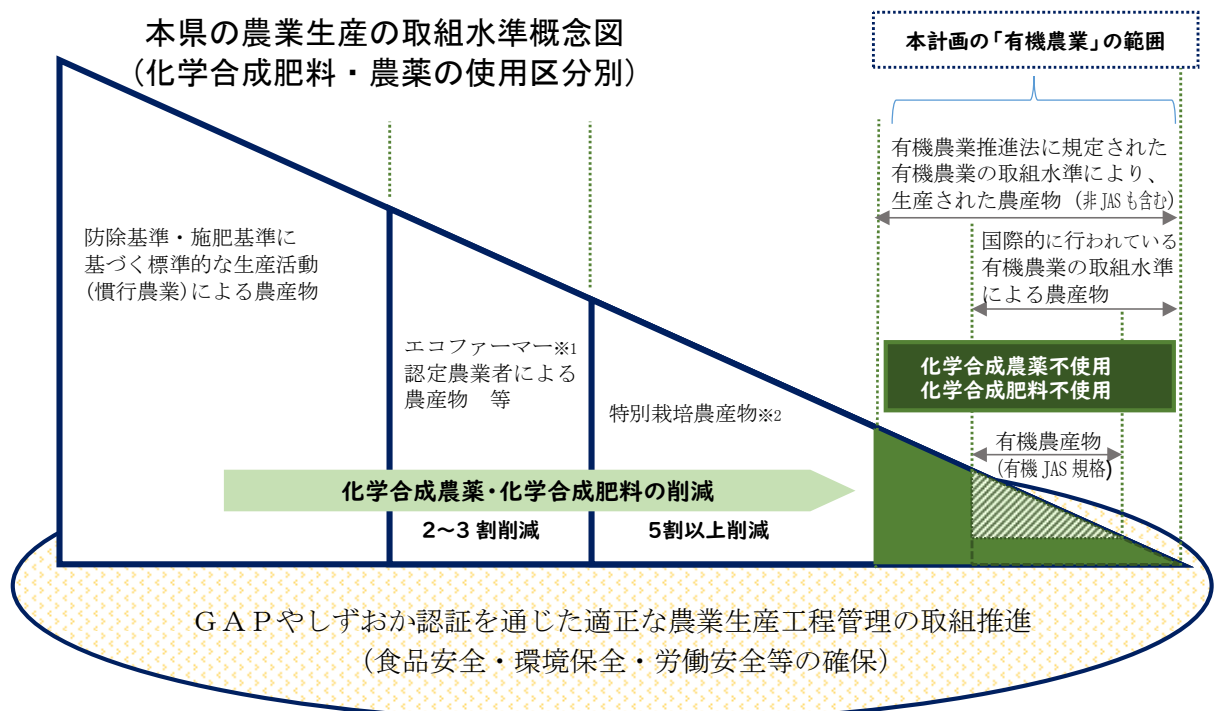 本県の農業生産の取組水準概念図
(化学合成肥料・農薬の使用区分別)
本計画の「有機農業」の範囲
有機農業推進法に規定された
有機農業の取組水準により、
生産された農産物（非JASも含む）
国際的に行われている
有機農業の取組水準
による農産物
防除基準・施肥基準に
基づく標準的な生産活動
(慣行農業)による農産物
エコファーマー※1
認定農業者による
農産物　等
特別栽培農産物※2
化学合成農薬不使用
化学合成肥料不使用
有機農産物
(有機JAS規格)
化学合成農薬・化学合成肥料の削減
2～3 割削減
5割以上削減
ＧＡＰやしずおか認証を通じた適正な農業生産工程管理の取組推進
（食品安全・環境保全・労働安全等の確保）